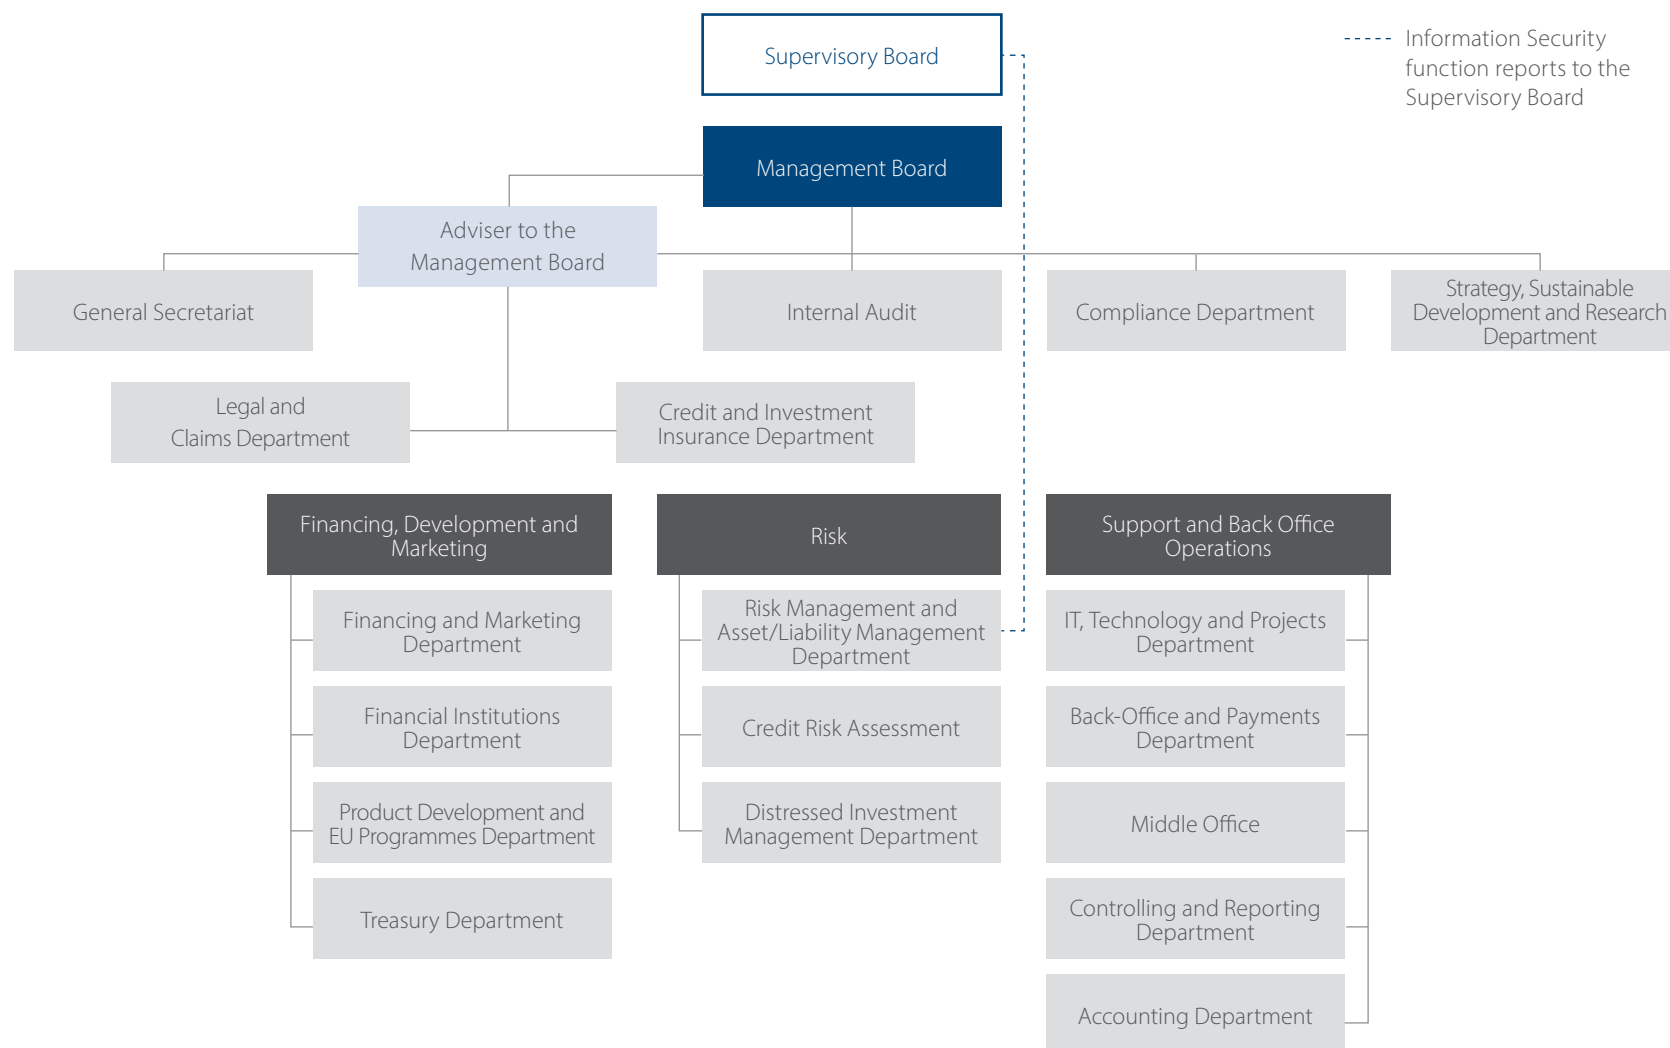 Supervisory Board
Information Security
function reports to the
Supervisory Board
Management Board
Adviser to the
Management Board
General Secretariat
Internal Audit
Compliance Department
Strategy, Sustainable
Development and Research
Department
Legal and
Claims Department
Credit and Investment
Insurance Department
Financing, Development and
Marketing
Risk
Support and Back Office
Operations
Financing and Marketing
Department
Risk Management and
Asset/Liability Management
Department
IT, Technology and Projects
Department
Financial Institutions
Department
Credit Risk Assessment
Back-Office and Payments
Department
Product Development and
EU Programmes Department
Distressed Investment
Management Department
Middle Office
Treasury Department
Controlling and Reporting
Department
Accounting Department